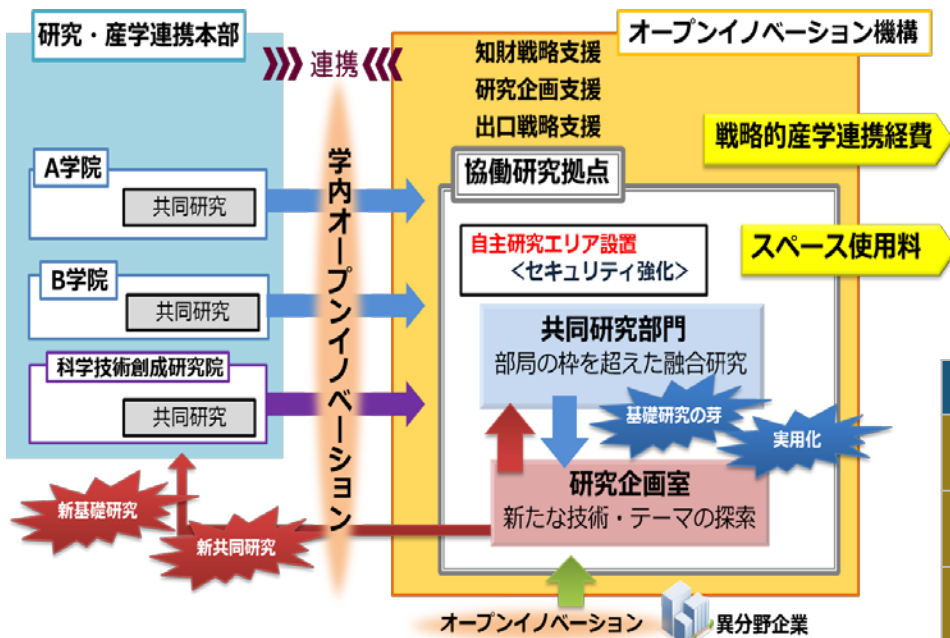 研究・産学連携本部
連携
オープンイノベーション機構
知財戦略支援
研究企画支援
出口戦略支援
戦略的産学連携経費
スペース使用料
学内オープンイノベーション
A学院
共同研究
B学院
共同研究
科学技術創成研究院
共同研究
協働研究拠点
自主研究エリア設置
<セキュリティ強化>
共同研究部門
部局の枠を超えた融合研究
基礎研究の芽
実用化
研究企画室
新たな技術・テーマの探索
新基礎研究
新共同研究
オープンイノベーション
異分野企業